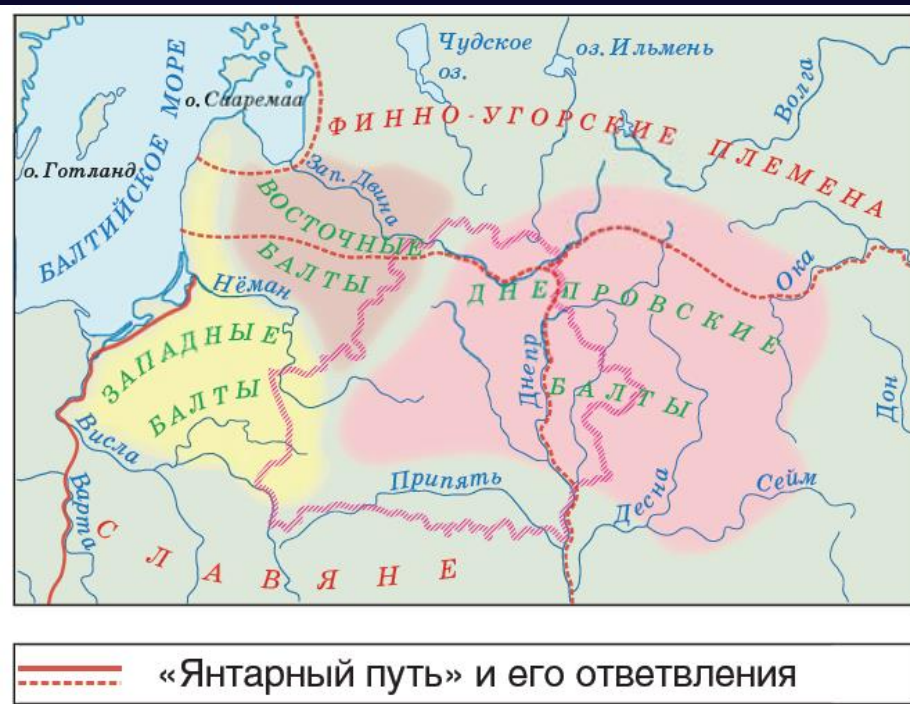 Чудское
оз.
оз. Ильмень
Волга
БАЛТИЙСКОЕ МОРЕ
о. Сааремаа
ФИННО-УГОРСКИЕ ПЛЕМЕНА
о. Готланд
Зап. Двина
ВОСТОЧНЫЕ
БАЛТЫ
Нёман
Ока
ДНЕПРОВСКИЕ
БАЛТЫ
ЗАПАДНЫЕ
БАЛТЫ
Днепр
Дон
Висла
Варта
Припять
Десна
Сейм
СЛАВЯНЕ
«Янтарный путь» и его ответвления